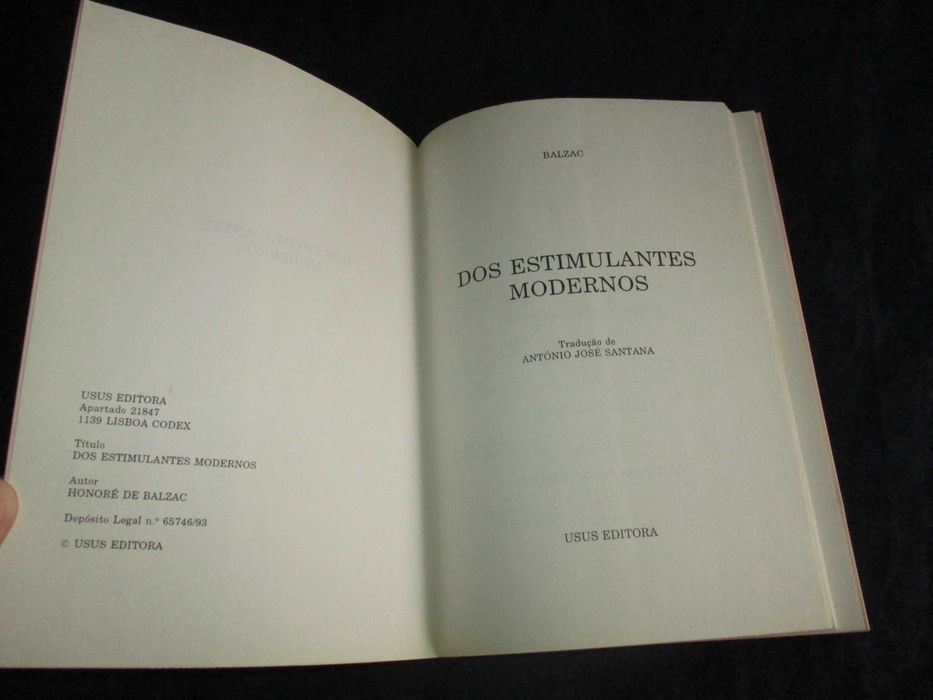 USUS EDITORA
Apartado 21847
1139 LISBOA CODEX
Título
DOS ESTIMULANTES MODERNOS
Autor
HONORÉ DE BALZAC
Depósito Legal n.º 65746/93
© USUS EDITORA
BALZAC
DOS ESTIMULANTES
MODERNOS
Tradução de
ANTÓNIO JOSÉ SANTANA
USUS EDITORA